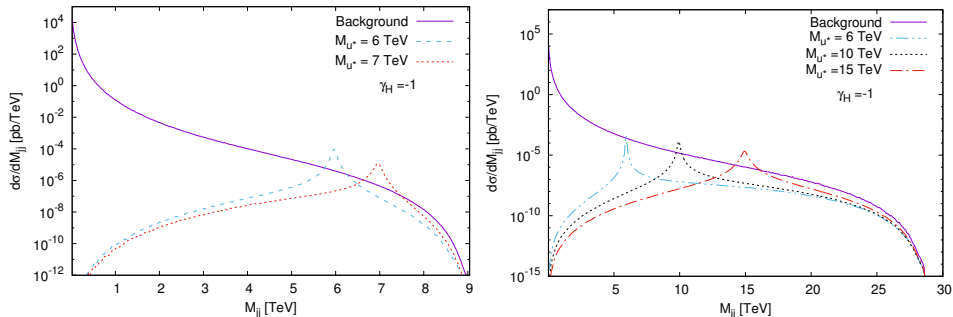 10^4
10^2
10^0
10^-2
10^-4
10^-6
10^-8
10^-10
10^-12
dσ/dM_jj [pb/TeV]
Background
M_u* = 6 TeV
M_u* = 7 TeV
γ_H =-1
1 2 3 4 5 6 7 8 9
M_jj [TeV]
10^5
10^0
10^-5
10^-10
10^-15
dσ/dM_jj [pb/TeV]
Background
M_u* = 6 TeV
M_u* =10 TeV
M_u* =15 TeV
γ_H =-1
5 10 15 20 25 30
M_jj [TeV]